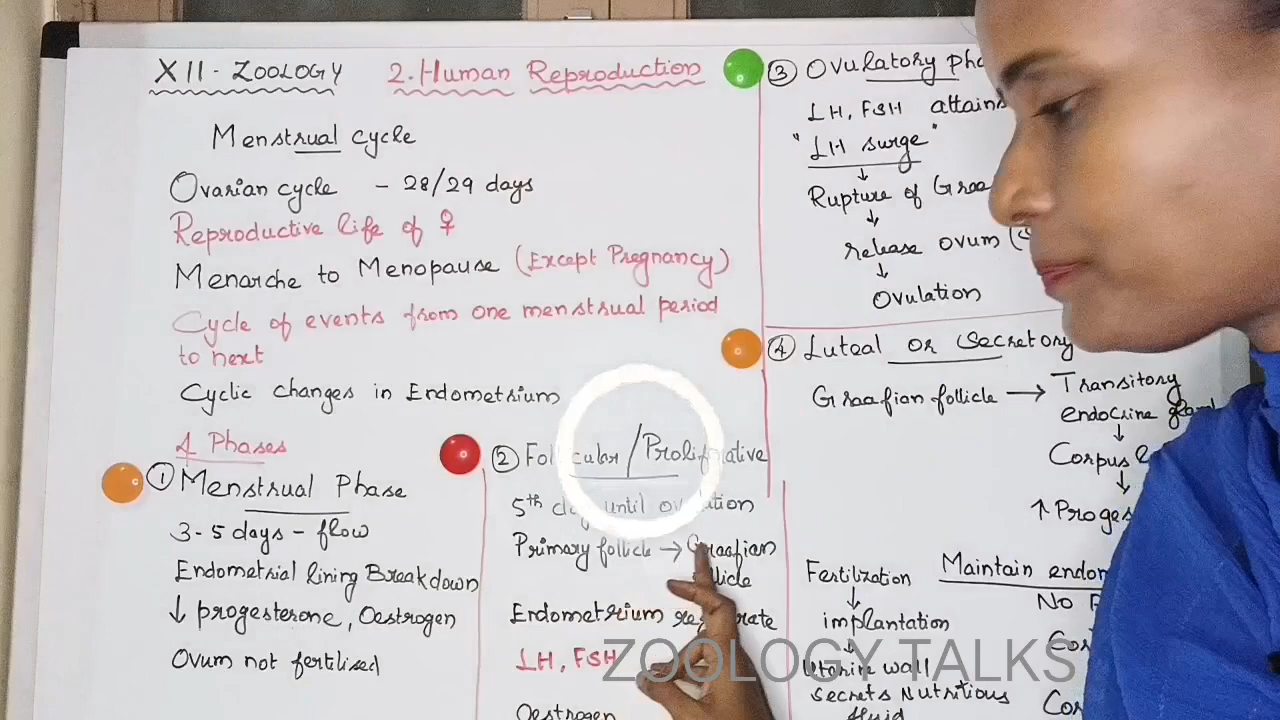 XII - ZOOLOGY 2. Human Reproduction
Menstrual cycle
Ovarian cycle - 28/29 days
Reproductive life of ♀
Menarche to Menopause (Except Pregnancy)
Cycle of events from one menstrual period
to next
Cyclic changes in Endometrium
4 Phases
① Menstrual Phase
3-5 days - flow
Endometrial lining Breakdown
↓ progesterone, Oestrogen
Ovum not fertilised
② Follicular/Proliferative
5th day until ovulation
Primary follicle → Graafian
follicle
Endometrium regenerate
LH, FSH
Oestrogen
③ Ovulatory
LH, FSH attains
"LH surge"
↓
Rupture of
↓
release ovum
↓
Ovulation
④ Luteal or Secretory
Graafian follicle → Transitory
endocrine gland
↓
Corpus
↓
↑
Fertilization
↓
implantation
↓
Uterine wall
Secrets Nutritious
fluid
Maintain
No
ZOOLOGY TALKS